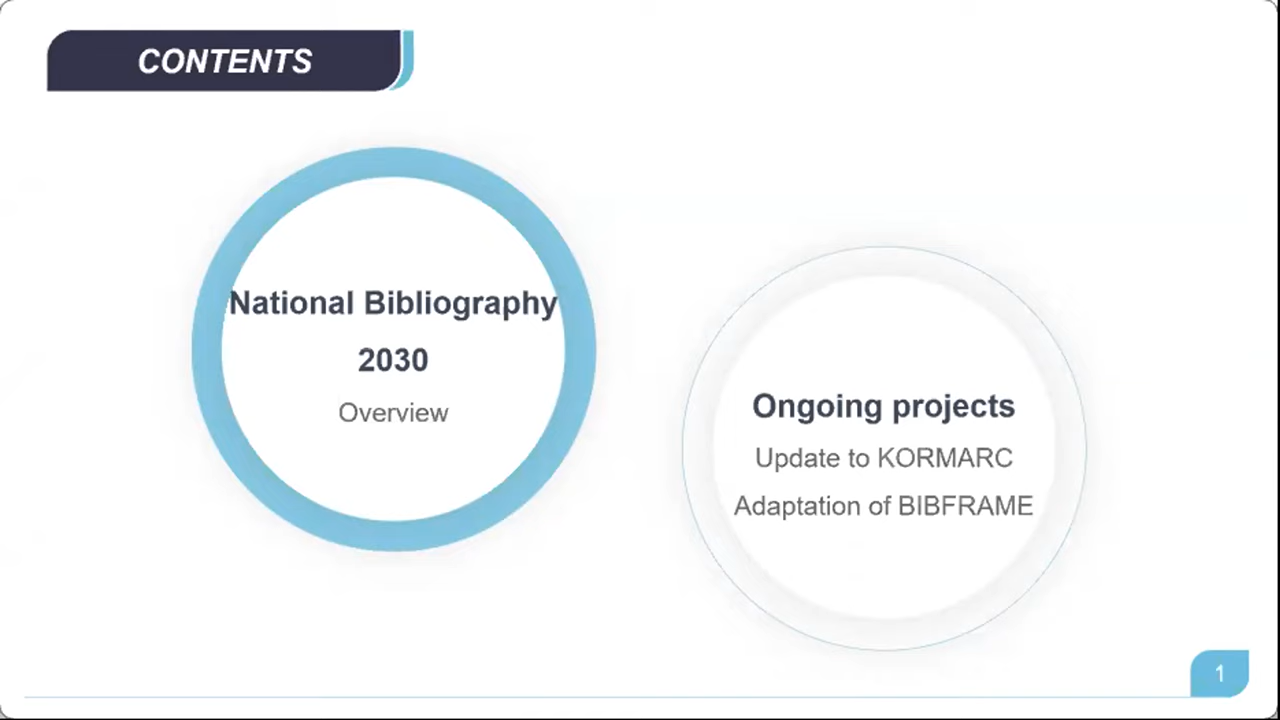 CONTENTS
National Bibliography
2030
Overview
Ongoing projects
Update to KORMARC
Adaptation of BIBFRAME
1